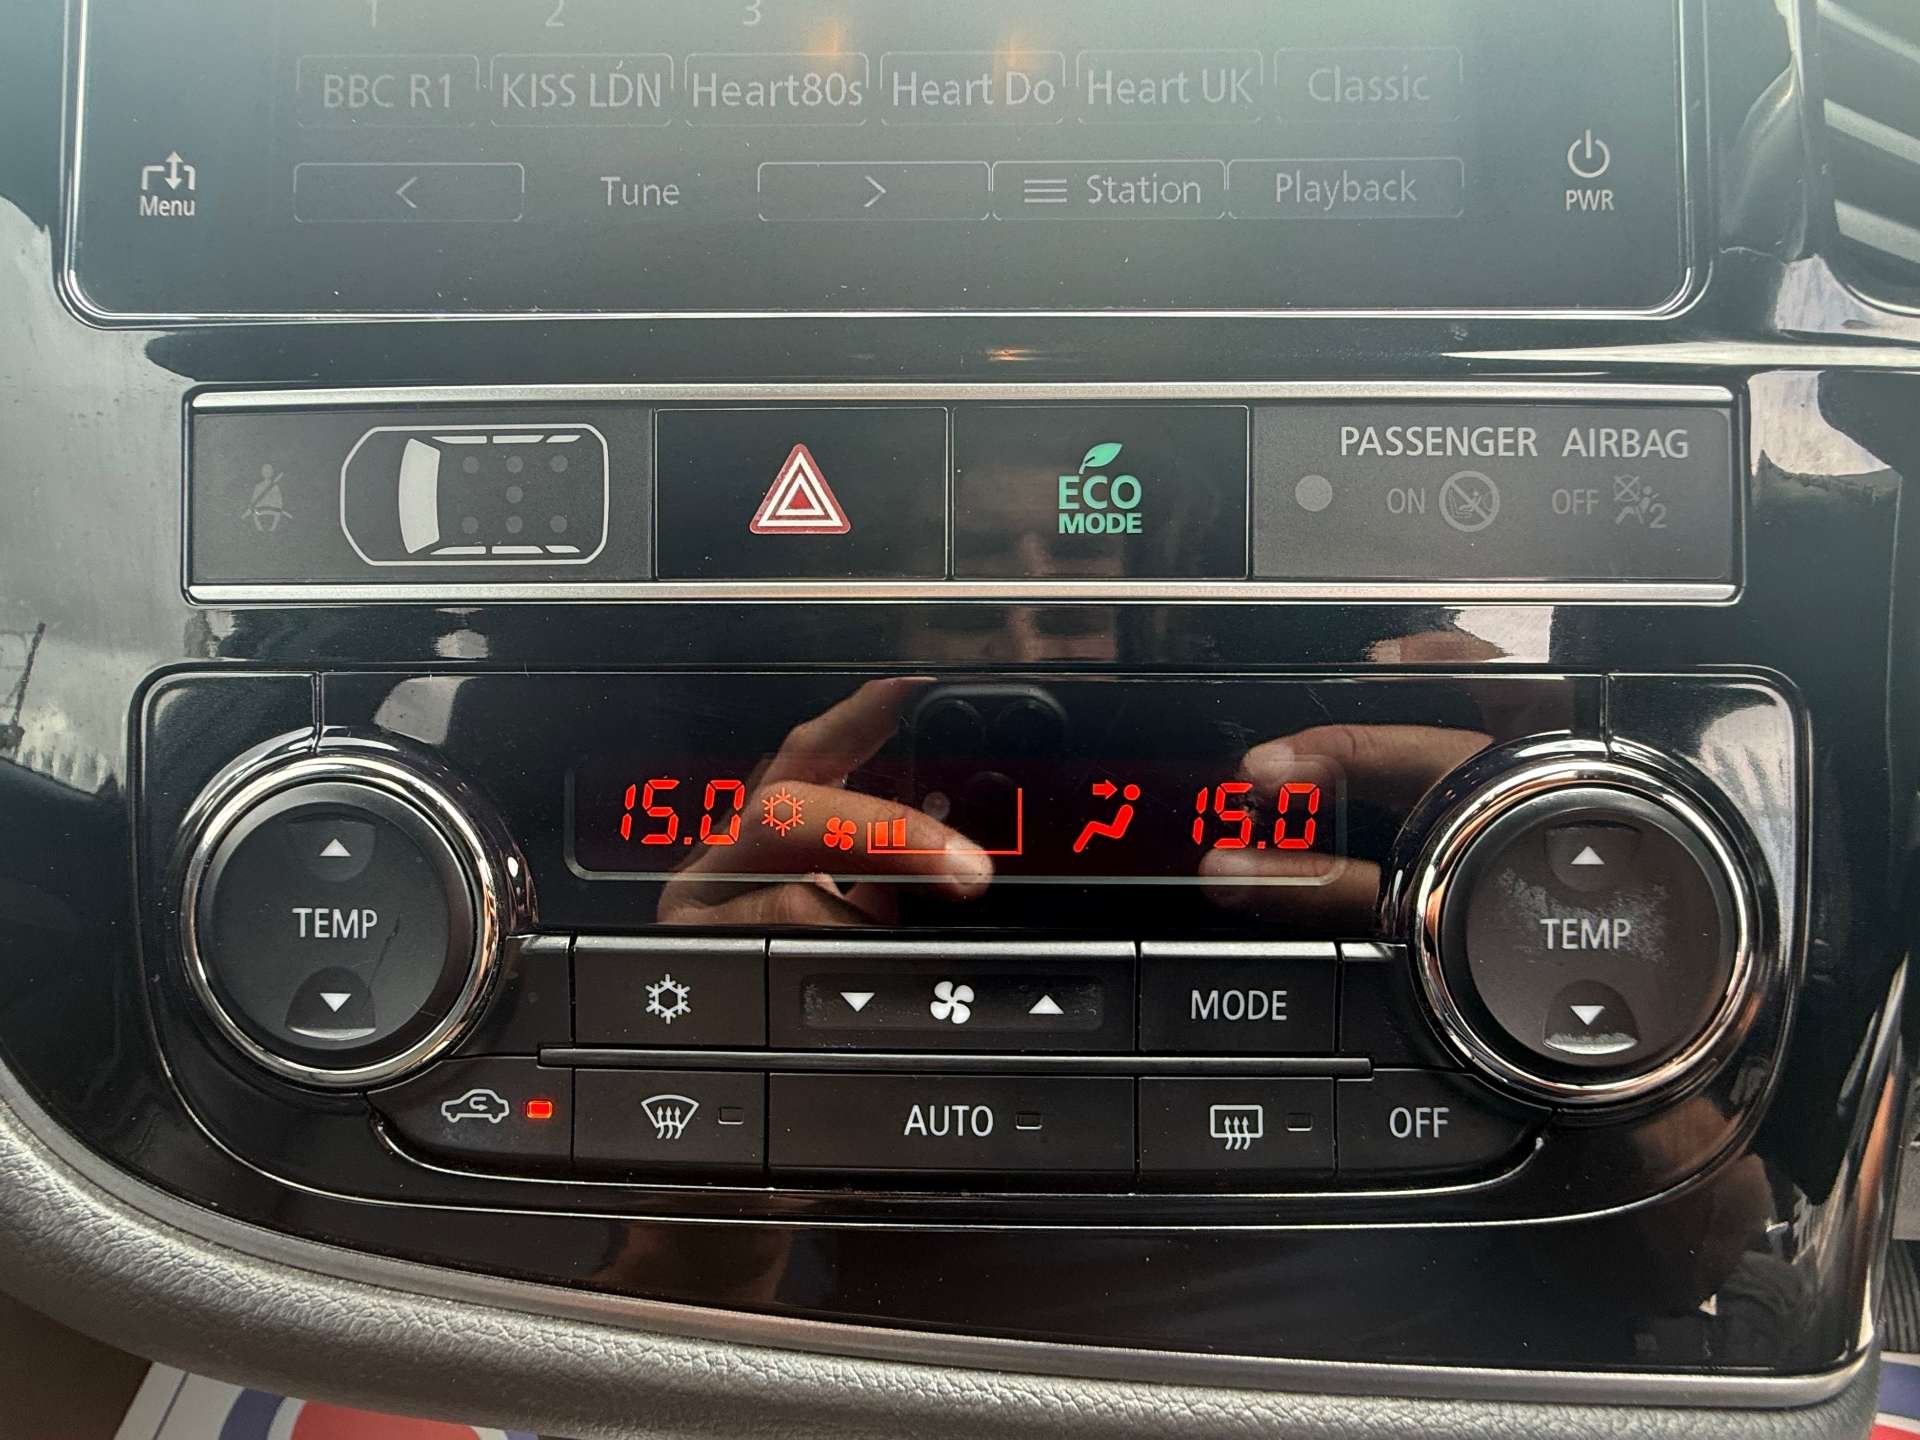 1 2 3
BBC R1 KISS LDN Heart80s Heart Do Heart UK Classic
Menu < Tune > Station Playback PWR
PASSENGER AIRBAG
ECO
MODE
ON OFF 2
15.0 15.0
TEMP TEMP
MODE
AUTO OFF